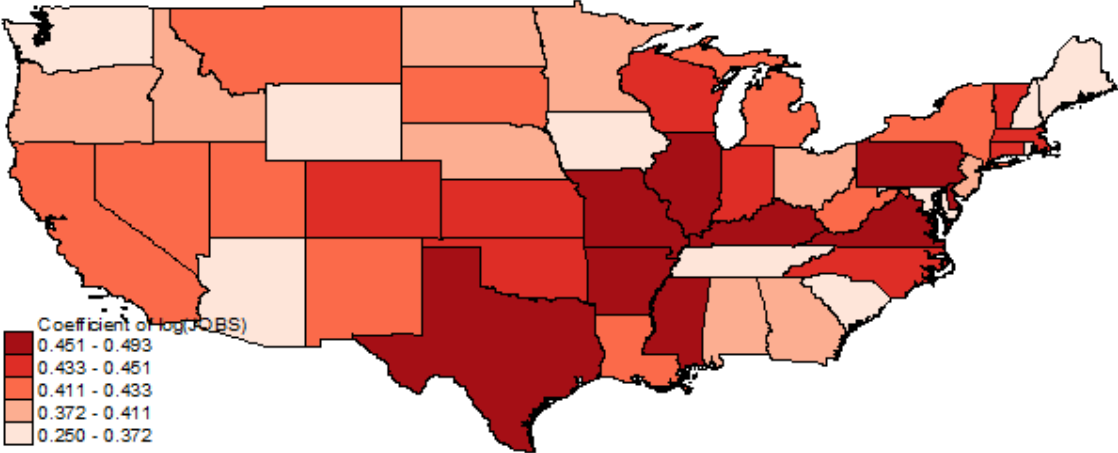 Coefficient of log(JOBS)
0.451 - 0.493
0.433 - 0.451
0.411 - 0.433
0.372 - 0.411
0.250 - 0.372